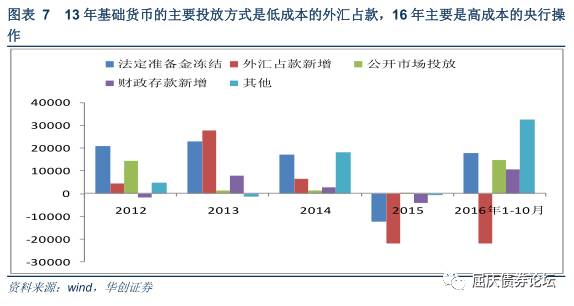 图表 7 13 年基础货币的主要投放方式是低成本的外汇占款，16 年主要是高成本的央行操
作
法定准备金冻结 外汇占款新增 公开市场投放
财政存款新增 其他
40000
30000
20000
10000
0
-10000
-20000
-30000
2012 2013 2014 2015 2016年1-10月
屈庆债券论坛
资料来源：wind，华创证券